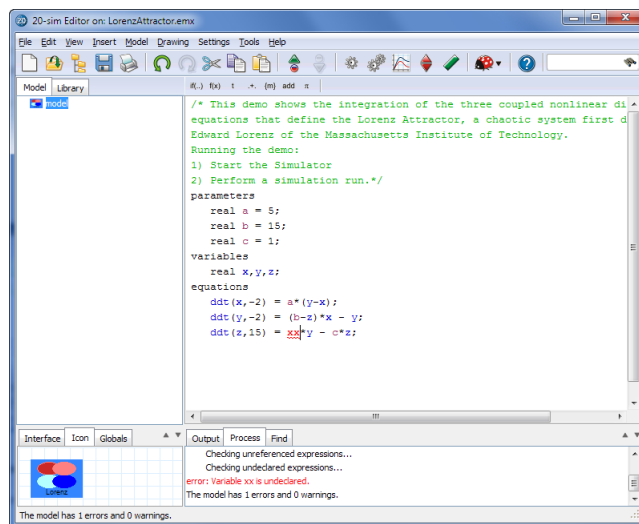 20-sim Editor on: LorenzAttractor.emx
File Edit View Insert Model Drawing Settings Tools Help
Model Library
if(..) f(x) t .+. {m} add π
model
/* This demo shows the integration of the three coupled nonlinear di
equations that define the Lorenz Attractor, a chaotic system first d
Edward Lorenz of the Massachusetts Institute of Technology.
Running the demo:
1) Start the Simulator
2) Perform a simulation run.*/
parameters
real a = 5;
real b = 15;
real c = 1;
variables
real x,y,z;
equations
ddt(x,-2) = a*(y-x);
ddt(y,-2) = (b-z)*x - y;
ddt(z,15) = xx*y - c*z;
Interface Icon Globals
Output Process Find
Lorenz
Checking unreferenced expressions...
Checking undeclared expressions...
error: Variable xx is undeclared.
The model has 1 errors and 0 warnings.
The model has 1 errors and 0 warnings.